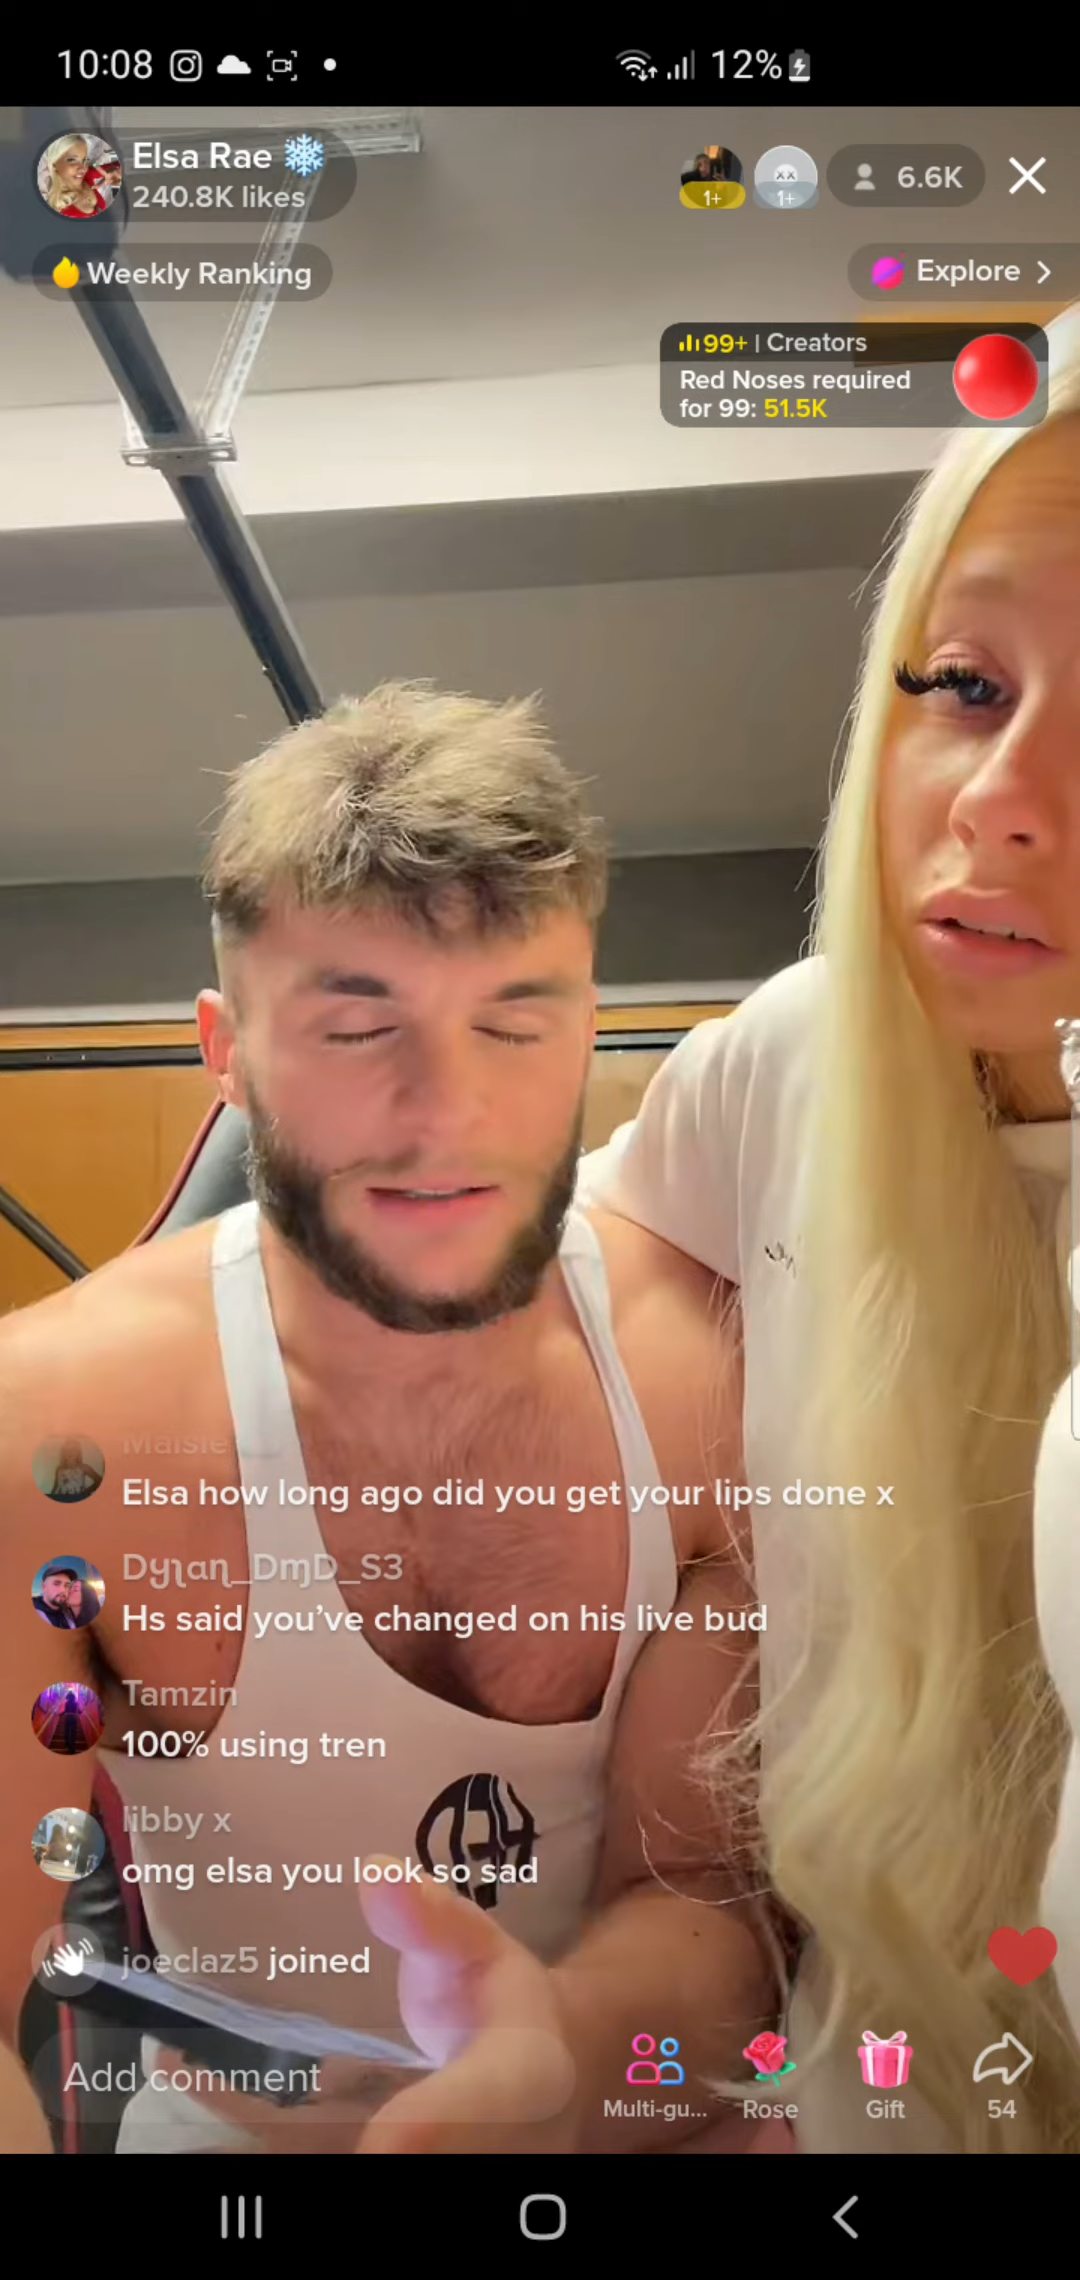 10:08
12%
Elsa Rae ❄️
240.8K likes
1+
1+
6.6K
Weekly Ranking
Explore
99+ | Creators
Red Noses required
for 99: 51.5K
Maisie
Elsa how long ago did you get your lips done x
Dyʅaɳ_DɱD_S3
Hs said you’ve changed on his live bud
Tamzin
100% using tren
libby x
omg elsa you look so sad
joeclaz5 joined
Add comment
Multi-gu...
Rose
Gift
54